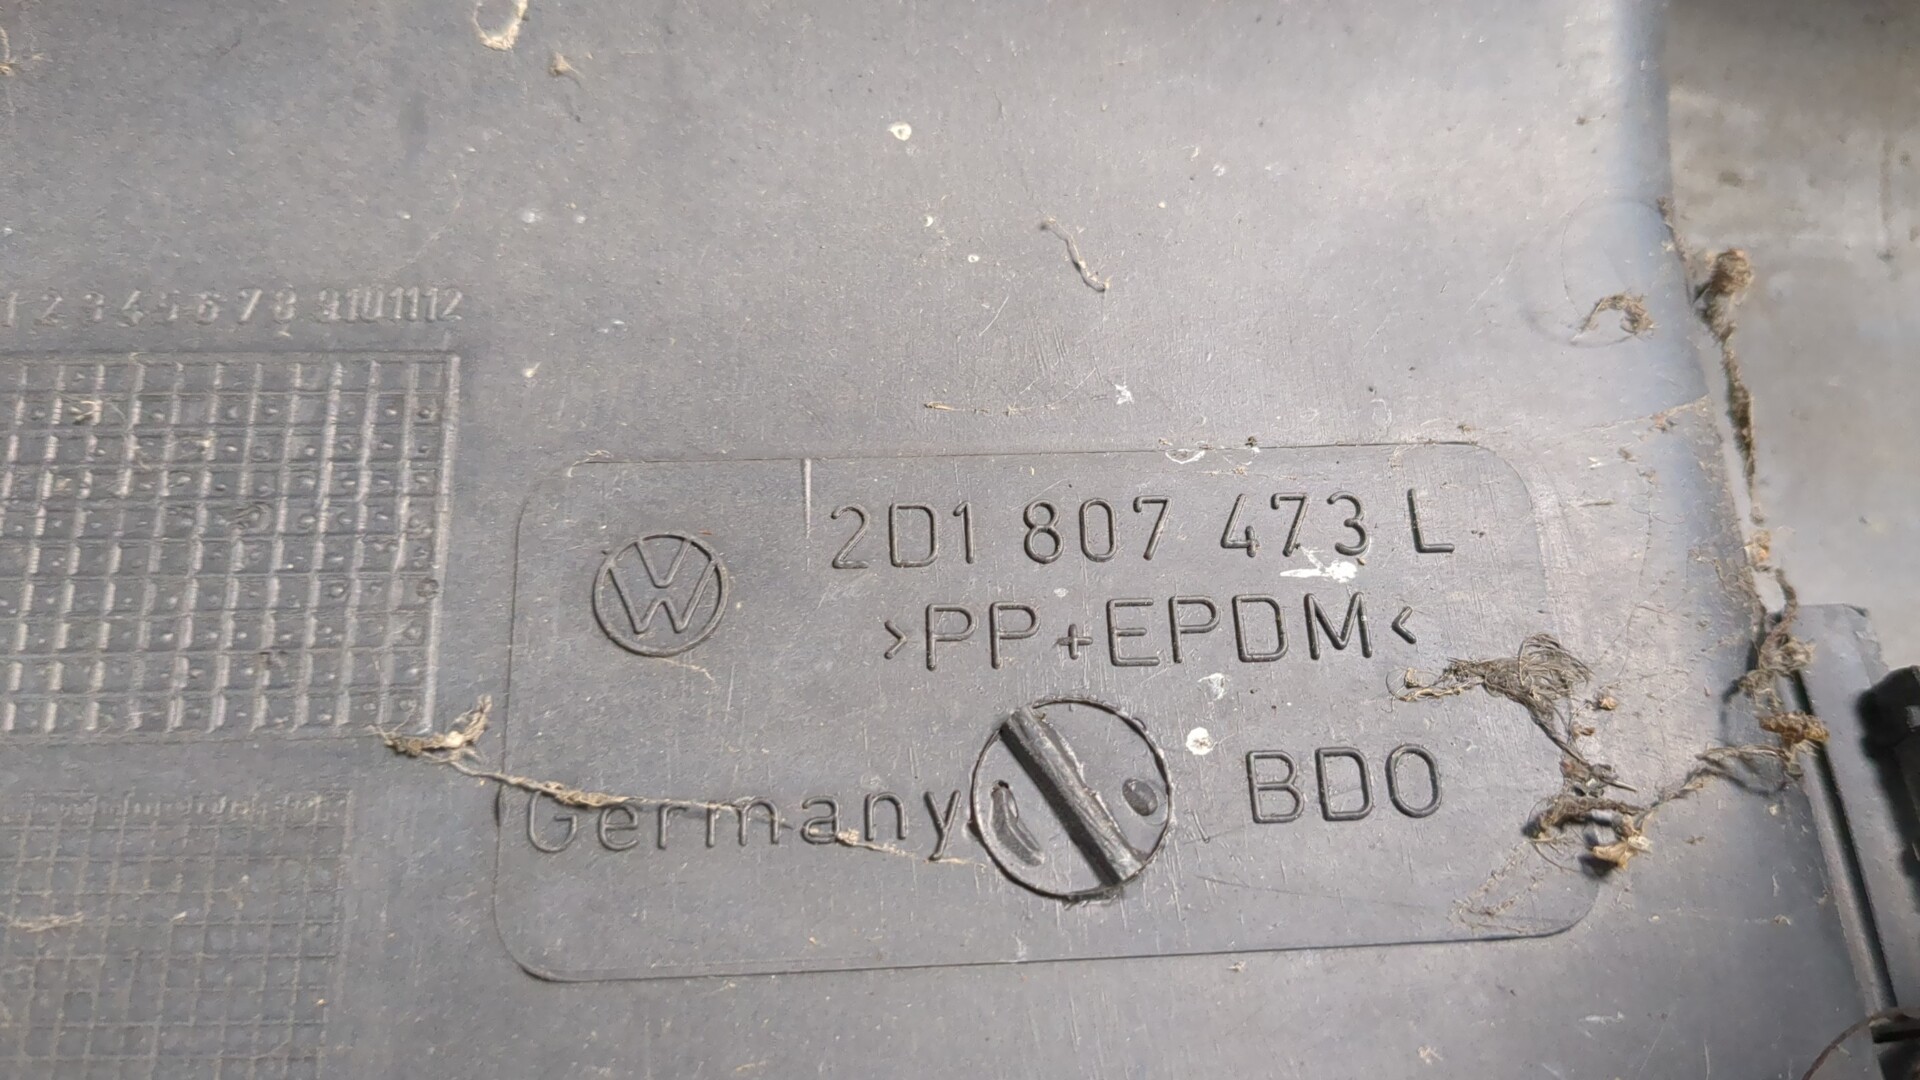 1 2 3 4 5 6 7 8 9 10 11 12
2D1 807 473 L
>PP+EPDM<
Germany
BDO